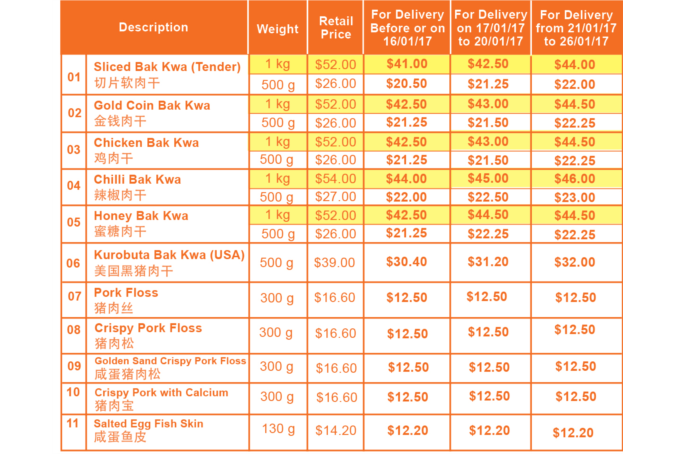 Description Weight Retail Price For Delivery Before or on 16/01/17 For Delivery on 17/01/17 to 20/01/17 For Delivery from 21/01/17 to 26/01/17
01 Sliced Bak Kwa (Tender) 1 kg $52.00 $41.00 $42.50 $44.00
切片软肉干 500 g $26.00 $20.50 $21.25 $22.00
02 Gold Coin Bak Kwa 1 kg $52.00 $42.50 $43.00 $44.50
金钱肉干 500 g $26.00 $21.25 $21.50 $22.25
03 Chicken Bak Kwa 1 kg $52.00 $42.50 $43.00 $44.50
鸡肉干 500 g $26.00 $21.25 $21.50 $22.25
04 Chilli Bak Kwa 1 kg $54.00 $44.00 $45.00 $46.00
辣椒肉干 500 g $27.00 $22.00 $22.50 $23.00
05 Honey Bak Kwa 1 kg $52.00 $42.50 $44.50 $44.50
蜜糖肉干 500 g $26.00 $21.25 $22.25 $22.25
06 Kurobuta Bak Kwa (USA) 500 g $39.00 $30.40 $31.20 $32.00
美国黑猪肉干
07 Pork Floss 300 g $16.60 $12.50 $12.50 $12.50
猪肉丝
08 Crispy Pork Floss 300 g $16.60 $12.50 $12.50 $12.50
猪肉松
09 Golden Sand Crispy Pork Floss 300 g $16.60 $12.50 $12.50 $12.50
咸蛋猪肉松
10 Crispy Pork with Calcium 300 g $16.60 $12.50 $12.50 $12.50
猪肉宝
11 Salted Egg Fish Skin 130 g $14.20 $12.20 $12.20 $12.20
咸蛋鱼皮